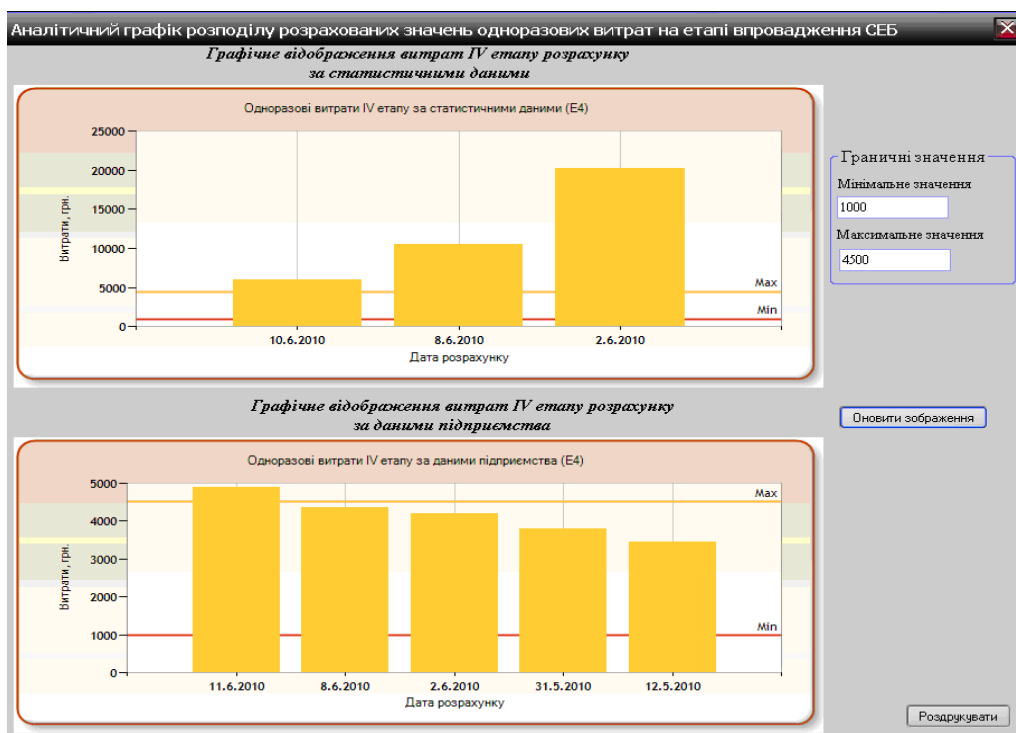 Аналітичний графік розподілу розрахованих значень одноразових витрат на етапі впровадження СЕБ
Графічне відображення витрат IV етапу розрахунку
за статистичними даними
Одноразові витрати IV етапу за статистичними даними (E4)
25000
20000
15000
10000
5000
0
Витрати, грн.
Max
Min
10.6.2010
8.6.2010
2.6.2010
Дата розрахунку
Граничні значення
Мінімальне значення
1000
Максимальне значення
4500
Графічне відображення витрат IV етапу розрахунку
за даними підприємства
Оновити зображення
Одноразові витрати IV етапу за даними підприємства (E4)
5000
4000
3000
2000
1000
0
Витрати, грн.
Max
Min
11.6.2010
8.6.2010
2.6.2010
31.5.2010
12.5.2010
Дата розрахунку
Роздрукувати